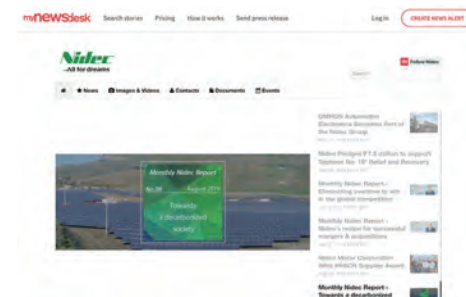 mynewsdesk Search stories Pricing How it works Send press release Log in CREATE NEWS ALERT
Nidec
—All for dreams
Follow Nidec
Search
News Images & Videos Contacts Documents Events
OMRON Automotive
Electronics Becomes Part of
the Nidec Group
Nidec Pledged ¥1.5 million to support
Typhoon No. 19* Relief and Recovery
Monthly Nidec Report -
Eliminating overtime to win
in the global competition
Monthly Nidec Report -
Nidec's recipe for successful
mergers & acquisitions
Nidec Motor Corporation
Wins Supplier Award
Monthly Nidec Report -
Towards a decarbonized
Monthly Nidec Report
August 2019
Towards
a decarbonized
society